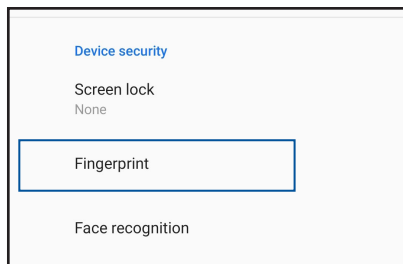 Device security
Screen lock
None
Fingerprint
Face recognition